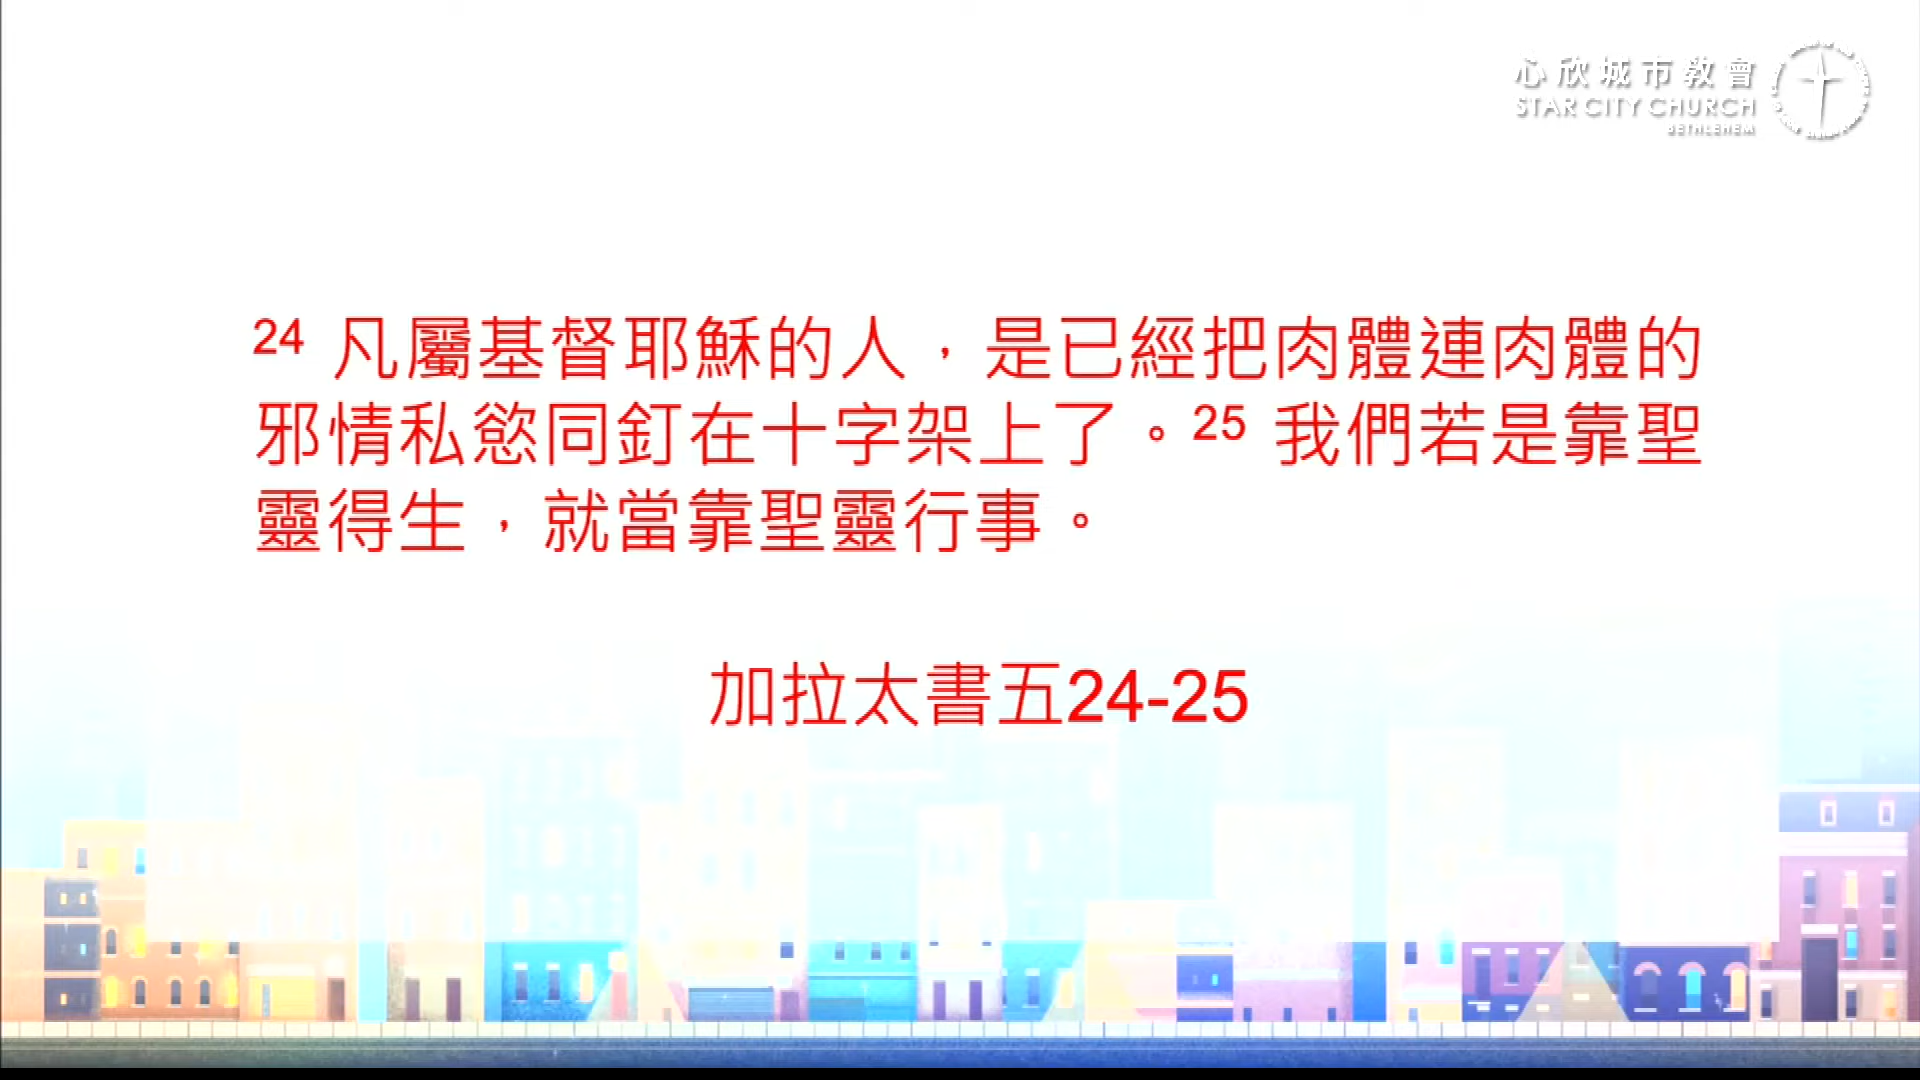 心欣城市教會
STAR CITY CHURCH
BETHLEHEM
24 凡屬基督耶穌的人，是已經把肉體連肉體的
邪情私慾同釘在十字架上了。25 我們若是靠聖
靈得生，就當靠聖靈行事。
加拉太書五24-25